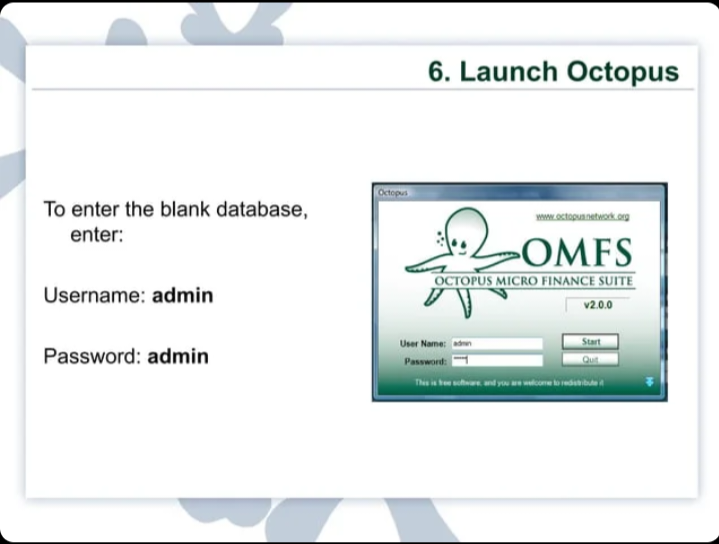 6. Launch Octopus
To enter the blank database,
enter:
Username: admin
Password: admin
Octopus
www.octopusnetwork.org
OMFS
OCTOPUS MICRO FINANCE SUITE
v2.0.0
User Name: admin
Start
Password:
Quit
This is free software, and you are welcome to redistribute it